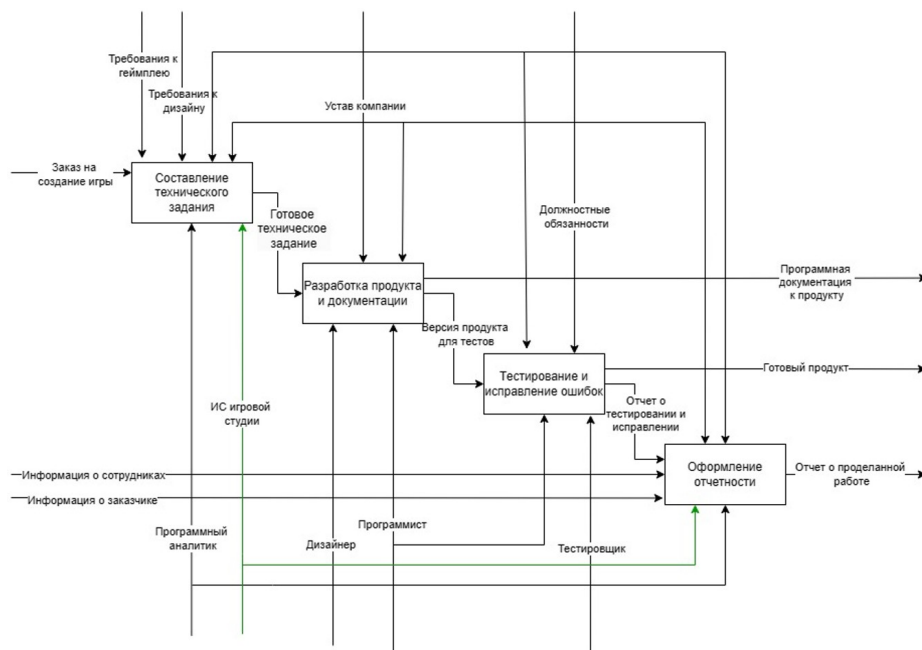 Требования к
геймплею
Требования к
дизайну
Устав компании
Заказ на
создание игры
Составление
технического
задания
Готовое
техническое
задание
Должностные
обязанности
Разработка продукта
и документации
Программная
документация
к продукту
Версия продукта
для тестов
Тестирование и
исправление ошибок
Готовый продукт
ИС игровой
студии
Отчет о
тестировании и
исправлении
Информация о сотрудниках
Оформление
отчетности
Отчет о проделанной
работе
Информация о заказчике
Программный
аналитик
Дизайнер
Программист
Тестировщик